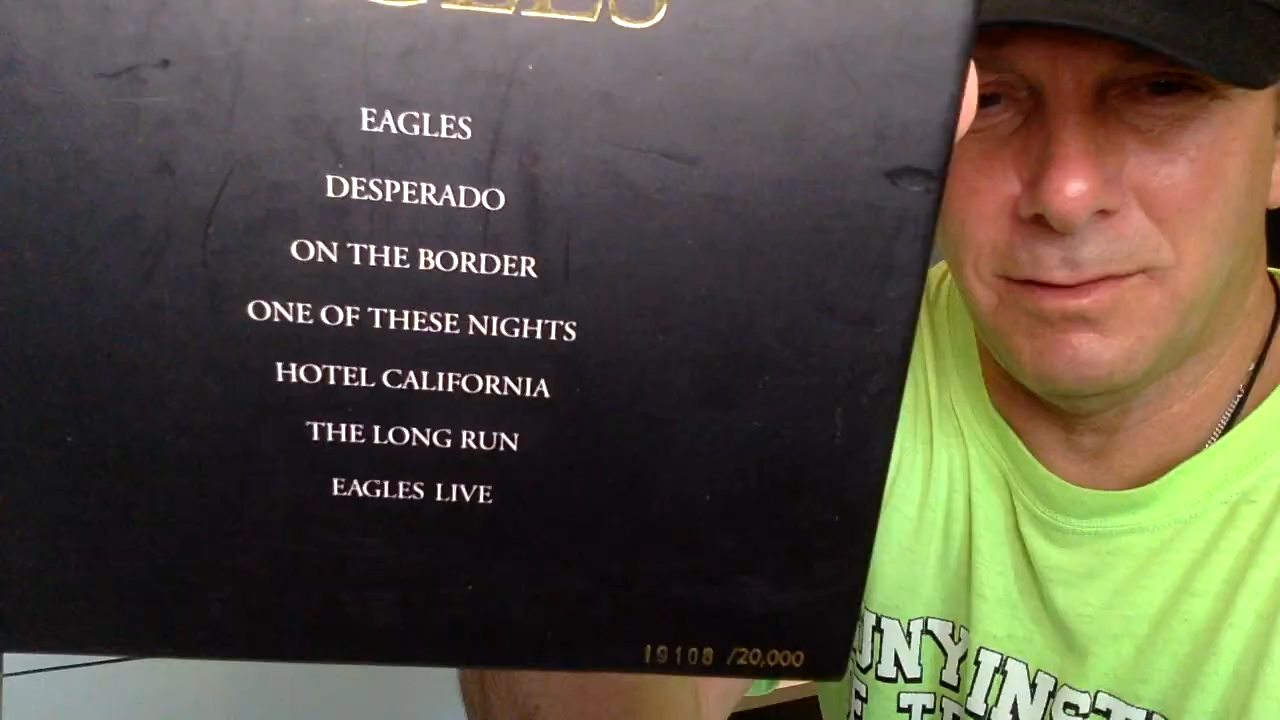 EAGLES
DESPERADO
ON THE BORDER
ONE OF THESE NIGHTS
HOTEL CALIFORNIA
THE LONG RUN
EAGLES LIVE
19108 /20,000